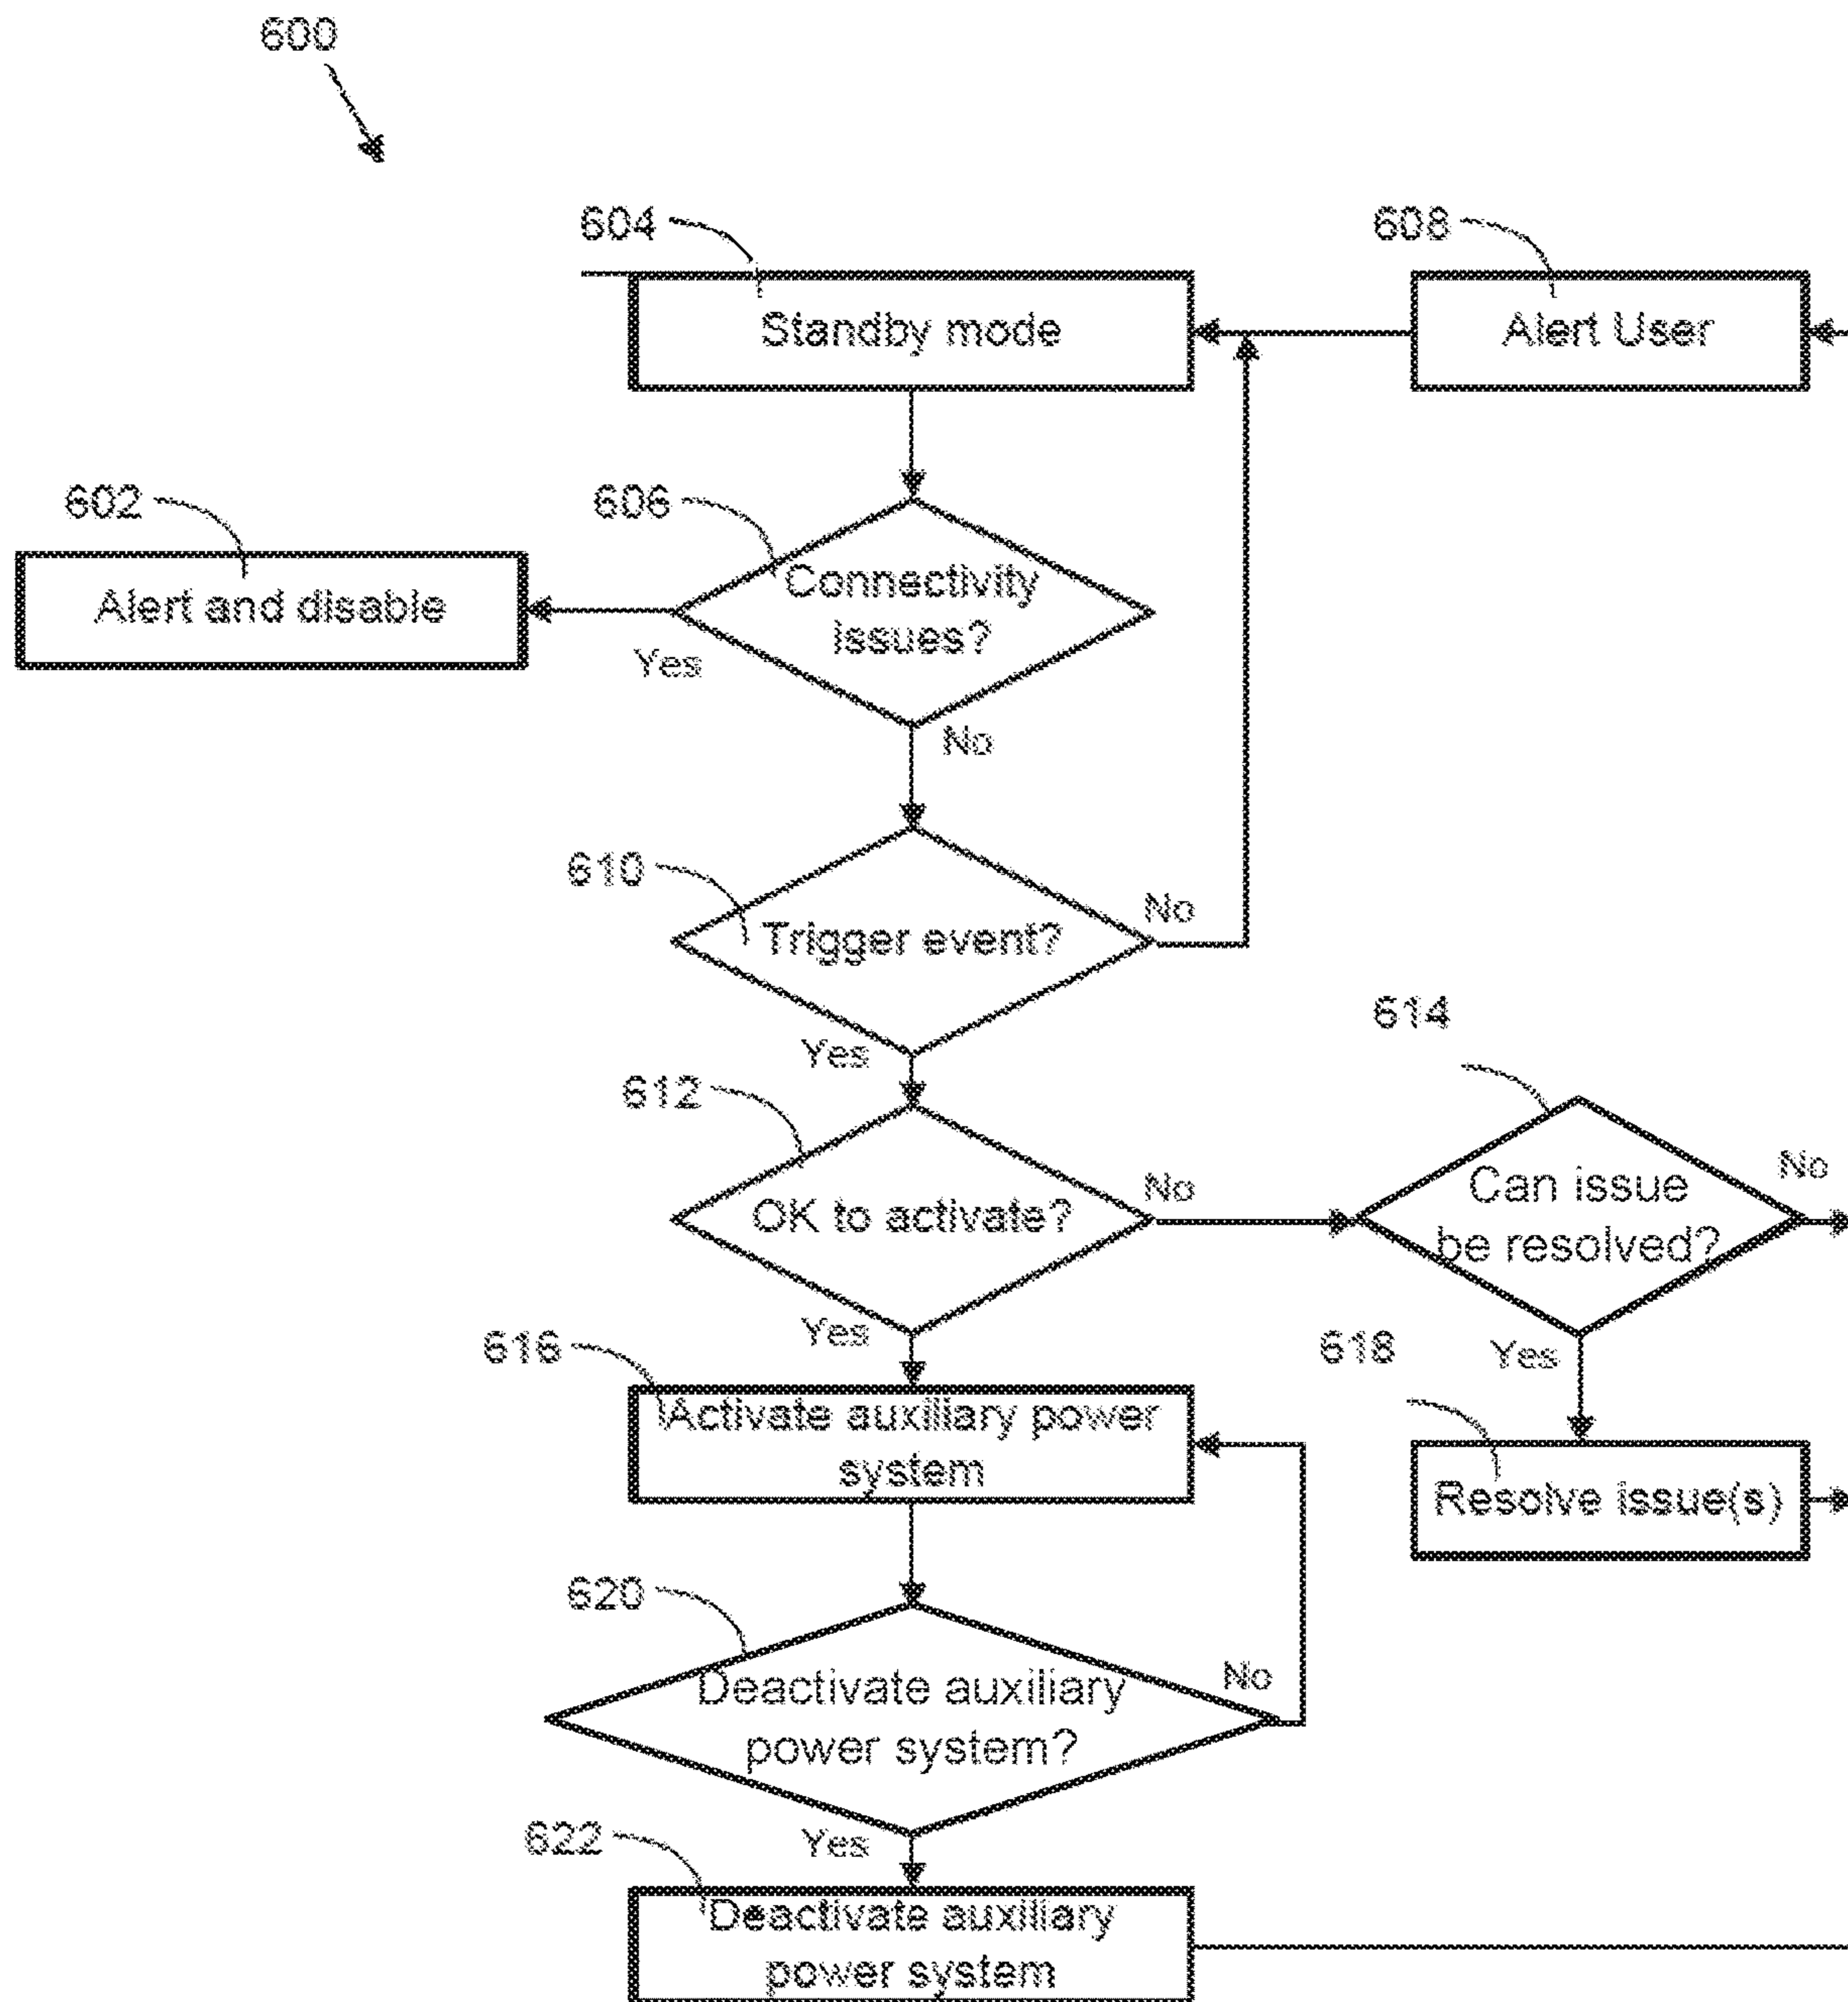 600
604
608
Standby mode
Alert User
602
606
Alert and disable
Connectivity
issues?
Yes
No
610
Trigger event?
No
Yes
612
614
OK to activate?
No
Can issue
be resolved?
No
Yes
616
618
Yes
Activate auxiliary power
system
Resolve issue(s)
620
Deactivate auxiliary
power system?
No
Yes
622
Deactivate auxiliary
power system